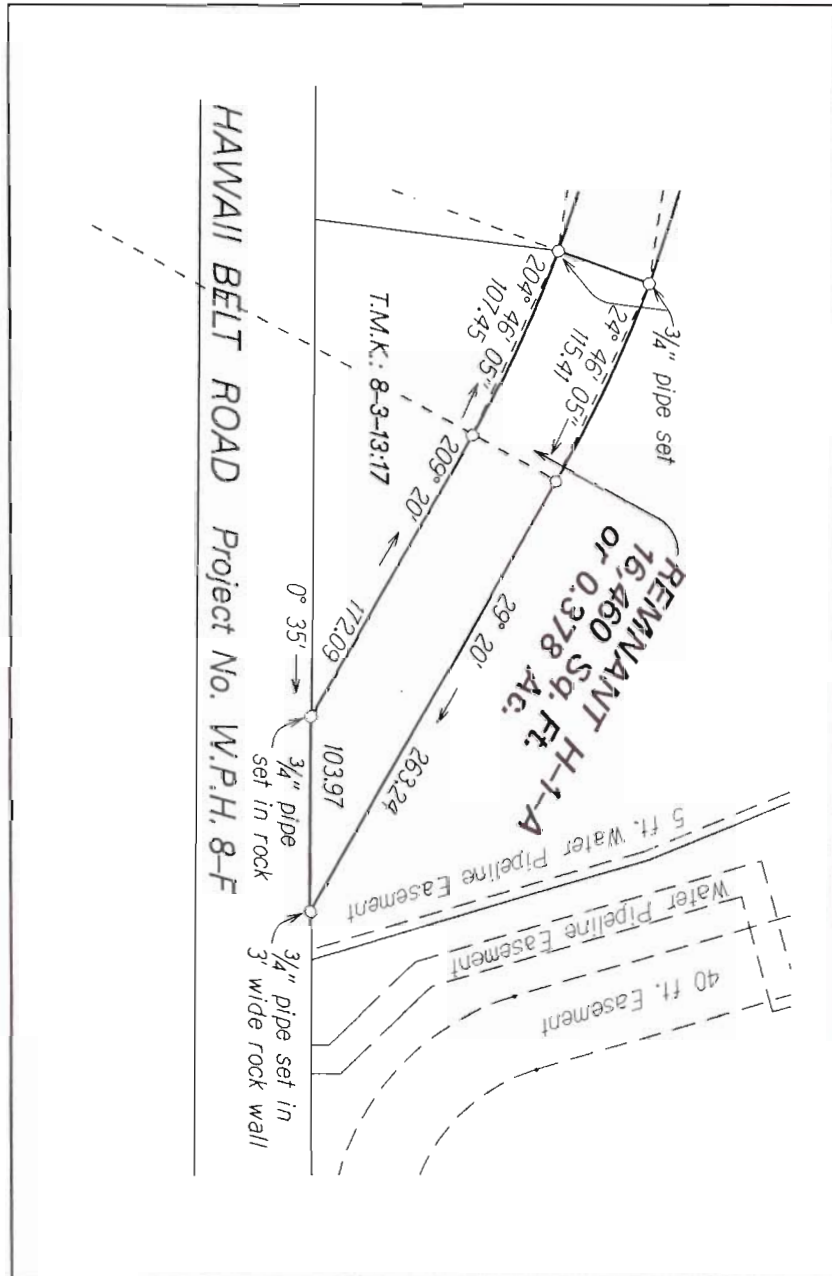 HAWAII BELT ROAD Project No. W.P.H. 8-F
T.M.K.: 8-3-13:17
204° 46' 05"
107.45
24° 46' 05"
115.41
3/4" pipe set
209° 20'
172.09
0° 35'
3/4" pipe
set in rock
103.97
29° 20'
263.24
REMNANT H-1-A
16,460 Sq. Ft.
or 0.378 Ac.
3/4" pipe set in
3' wide rock wall
5 ft. Water Pipeline Easement
Water Pipeline Easement
40 ft. Easement